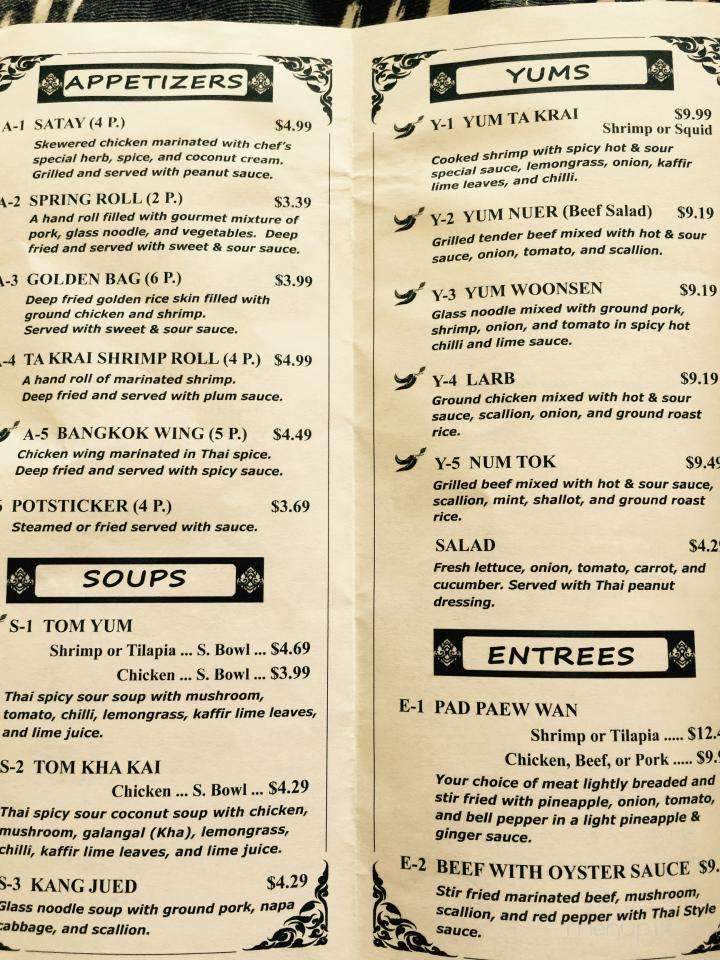 APPETIZERS
A-1 SATAY (4 P.) $4.99
Skewered chicken marinated with chef's
special herb, spice, and coconut cream.
Grilled and served with peanut sauce.
A-2 SPRING ROLL (2 P.) $3.39
A hand roll filled with gourmet mixture of
pork, glass noodle, and vegetables. Deep
fried and served with sweet & sour sauce.
A-3 GOLDEN BAG (6 P.) $3.99
Deep fried golden rice skin filled with
ground chicken and shrimp.
Served with sweet & sour sauce.
-4 TA KRAI SHRIMP ROLL (4 P.) $4.99
A hand roll of marinated shrimp.
Deep fried and served with plum sauce.
A-5 BANGKOK WING (5 P.) $4.49
Chicken wing marinated in Thai spice.
Deep fried and served with spicy sauce.
POTSTICKER (4 P.) $3.69
Steamed or fried served with sauce.
SOUPS
S-1 TOM YUM
Shrimp or Tilapia ... S. Bowl ... $4.69
Chicken ... S. Bowl ... $3.99
Thai spicy sour soup with mushroom,
tomato, chilli, lemongrass, kaffir lime leaves,
and lime juice.
S-2 TOM KHA KAI
Chicken ... S. Bowl ... $4.29
Thai spicy sour coconut soup with chicken,
mushroom, galangal (Kha), lemongrass,
chilli, kaffir lime leaves, and lime juice.
S-3 KANG JUED $4.29
Glass noodle soup with ground pork, napa
cabbage, and scallion.
YUMS
Y-1 YUM TA KRAI $9.99
Shrimp or Squid
Cooked shrimp with spicy hot & sour
special sauce, lemongrass, onion, kaffir
lime leaves, and chilli.
Y-2 YUM NUER (Beef Salad) $9.19
Grilled tender beef mixed with hot & sour
sauce, onion, tomato, and scallion.
Y-3 YUM WOONSEN $9.19
Glass noodle mixed with ground pork,
shrimp, onion, and tomato in spicy hot
chilli and lime sauce.
Y-4 LARB $9.19
Ground chicken mixed with hot & sour
sauce, scallion, onion, and ground roast
rice.
Y-5 NUM TOK $9.49
Grilled beef mixed with hot & sour sauce,
scallion, mint, shallot, and ground roast
rice.
SALAD $4.29
Fresh lettuce, onion, tomato, carrot, and
cucumber. Served with Thai peanut
dressing.
ENTREES
E-1 PAD PAEW WAN
Shrimp or Tilapia ..... $12.4
Chicken, Beef, or Pork ..... $9.9
Your choice of meat lightly breaded and
stir fried with pineapple, onion, tomato,
and bell pepper in a light pineapple &
ginger sauce.
E-2 BEEF WITH OYSTER SAUCE $9.
Stir fried marinated beef, mushroom,
scallion, and red pepper with Thai Style
sauce.